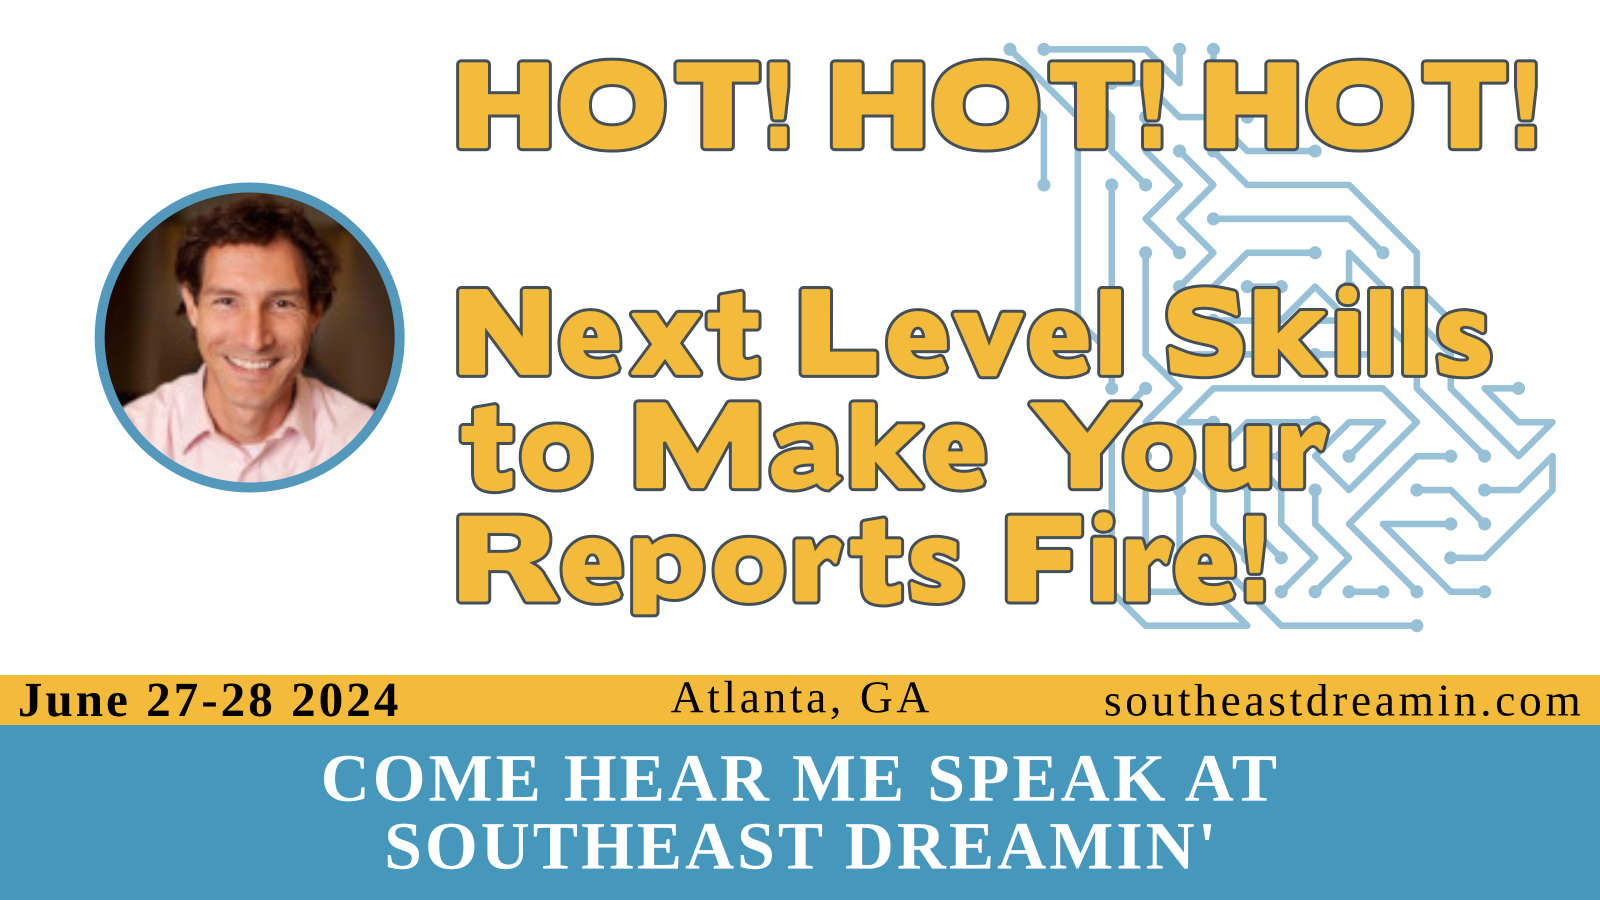 HOT! HOT! HOT!
Next Level Skills
to Make Your
Reports Fire!
June 27-28 2024
Atlanta, GA
southeastdreamin.com
COME HEAR ME SPEAK AT
SOUTHEAST DREAMIN'